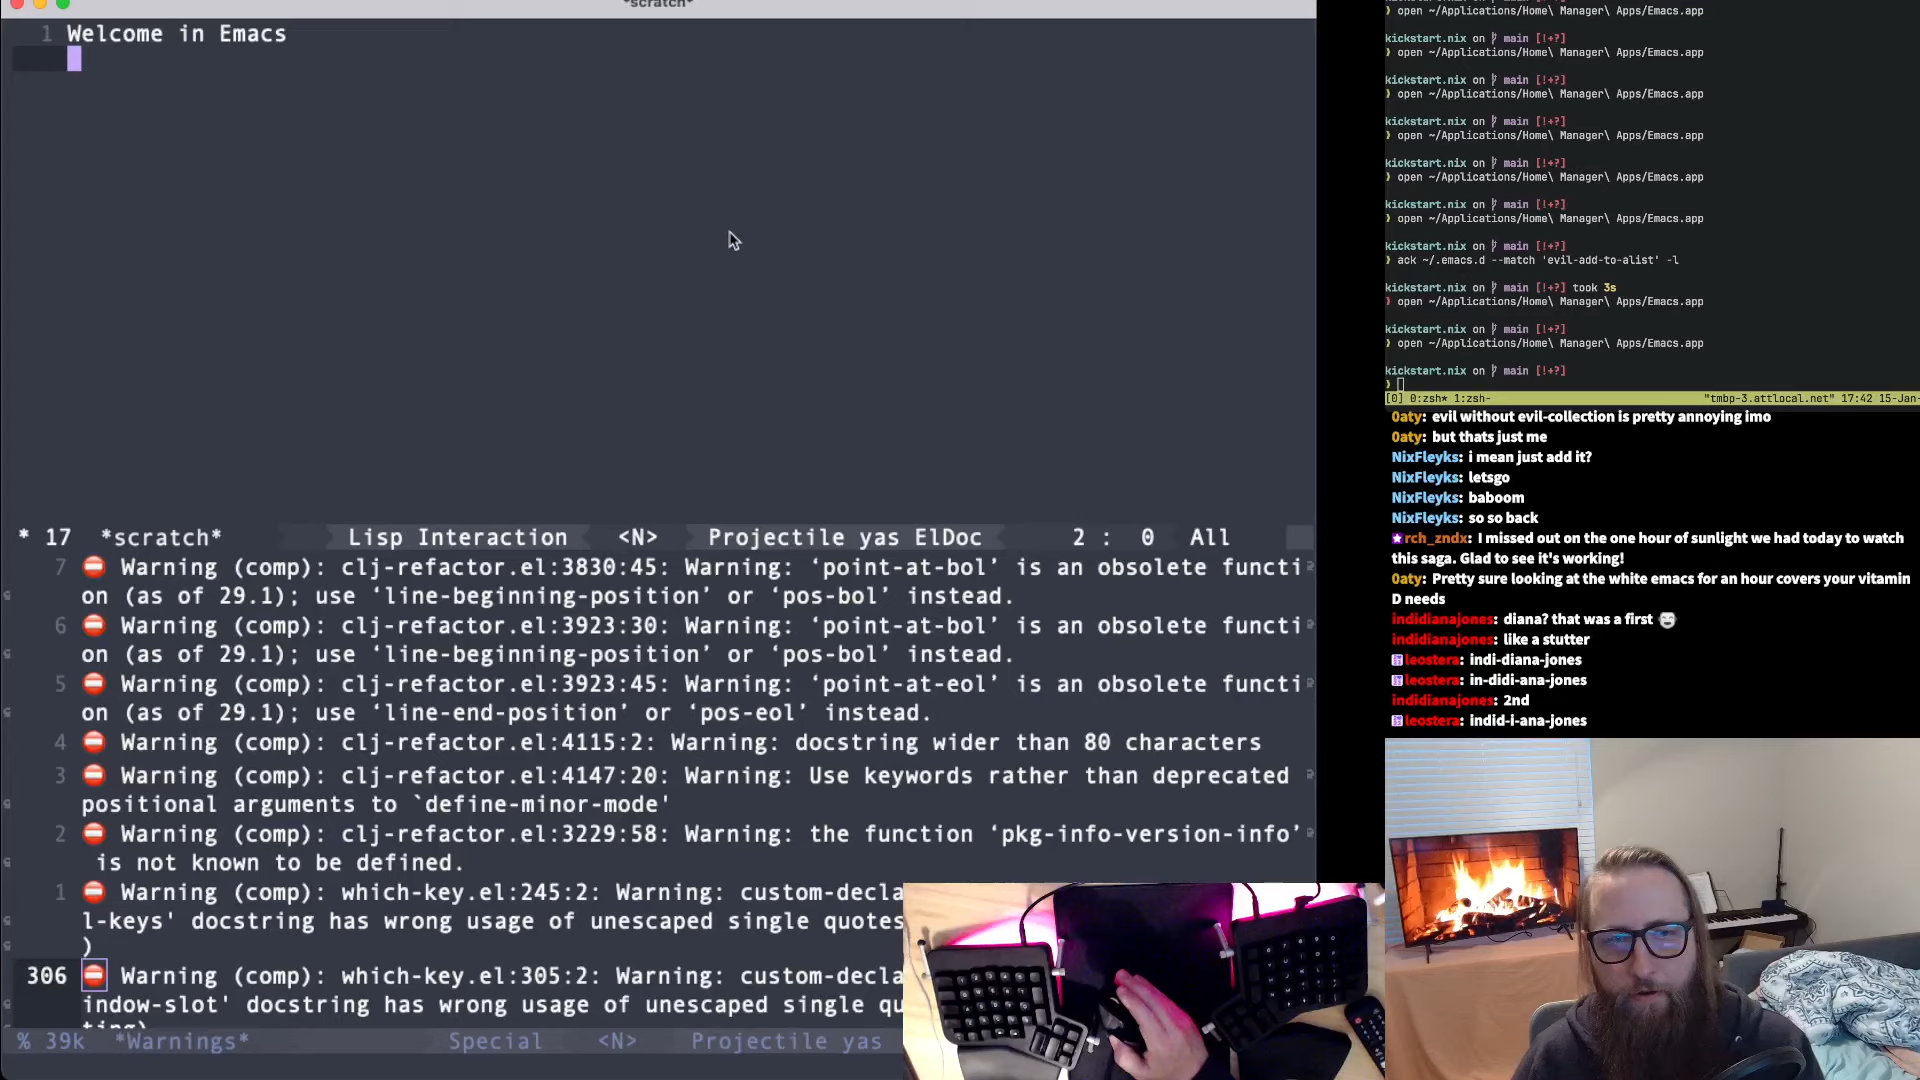 *scratch*
1 Welcome in Emacs
* 17 *scratch* Lisp Interaction <N> Projectile yas ElDoc 2 : 0 All
7 Warning (comp): clj-refactor.el:3830:45: Warning: ‘point-at-bol’ is an obsolete functi
on (as of 29.1); use ‘line-beginning-position’ or ‘pos-bol’ instead.
6 Warning (comp): clj-refactor.el:3923:30: Warning: ‘point-at-bol’ is an obsolete functi
on (as of 29.1); use ‘line-beginning-position’ or ‘pos-bol’ instead.
5 Warning (comp): clj-refactor.el:3923:45: Warning: ‘point-at-eol’ is an obsolete functi
on (as of 29.1); use ‘line-end-position’ or ‘pos-eol’ instead.
4 Warning (comp): clj-refactor.el:4115:2: Warning: docstring wider than 80 characters
3 Warning (comp): clj-refactor.el:4147:20: Warning: Use keywords rather than deprecated
positional arguments to `define-minor-mode'
2 Warning (comp): clj-refactor.el:3229:58: Warning: the function ‘pkg-info-version-info’
is not known to be defined.
1 Warning (comp): which-key.el:245:2: Warning: custom-decla
l-keys' docstring has wrong usage of unescaped single quotes
)
306 Warning (comp): which-key.el:305:2: Warning: custom-decla
indow-slot' docstring has wrong usage of unescaped single qu
% 39k *Warnings* Special <N> Projectile yas
❯ open ~/Applications/Home\ Manager\ Apps/Emacs.app
kickstart.nix on main [!+?]
❯ open ~/Applications/Home\ Manager\ Apps/Emacs.app
kickstart.nix on main [!+?]
❯ open ~/Applications/Home\ Manager\ Apps/Emacs.app
kickstart.nix on main [!+?]
❯ open ~/Applications/Home\ Manager\ Apps/Emacs.app
kickstart.nix on main [!+?]
❯ open ~/Applications/Home\ Manager\ Apps/Emacs.app
kickstart.nix on main [!+?]
❯ open ~/Applications/Home\ Manager\ Apps/Emacs.app
kickstart.nix on main [!+?]
❯ ack ~/.emacs.d --match 'evil-add-to-alist' -l
kickstart.nix on main [!+?] took 3s
❯ open ~/Applications/Home\ Manager\ Apps/Emacs.app
kickstart.nix on main [!+?]
❯ open ~/Applications/Home\ Manager\ Apps/Emacs.app
kickstart.nix on main [!+?]
❯
[0] 0:zsh* 1:zsh- "tmbp-3.attlocal.net" 17:42 15-Jan-
0aty: evil without evil-collection is pretty annoying imo
0aty: but thats just me
NixFleyks: i mean just add it?
NixFleyks: letsgo
NixFleyks: baboom
NixFleyks: so so back
rch_zndx: I missed out on the one hour of sunlight we had today to watch
this saga. Glad to see it's working!
0aty: Pretty sure looking at the white emacs for an hour covers your vitamin
D needs
indidianajones: diana? that was a first
indidianajones: like a stutter
leostera: indi-diana-jones
leostera: in-didi-ana-jones
indidianajones: 2nd
leostera: indid-i-ana-jones